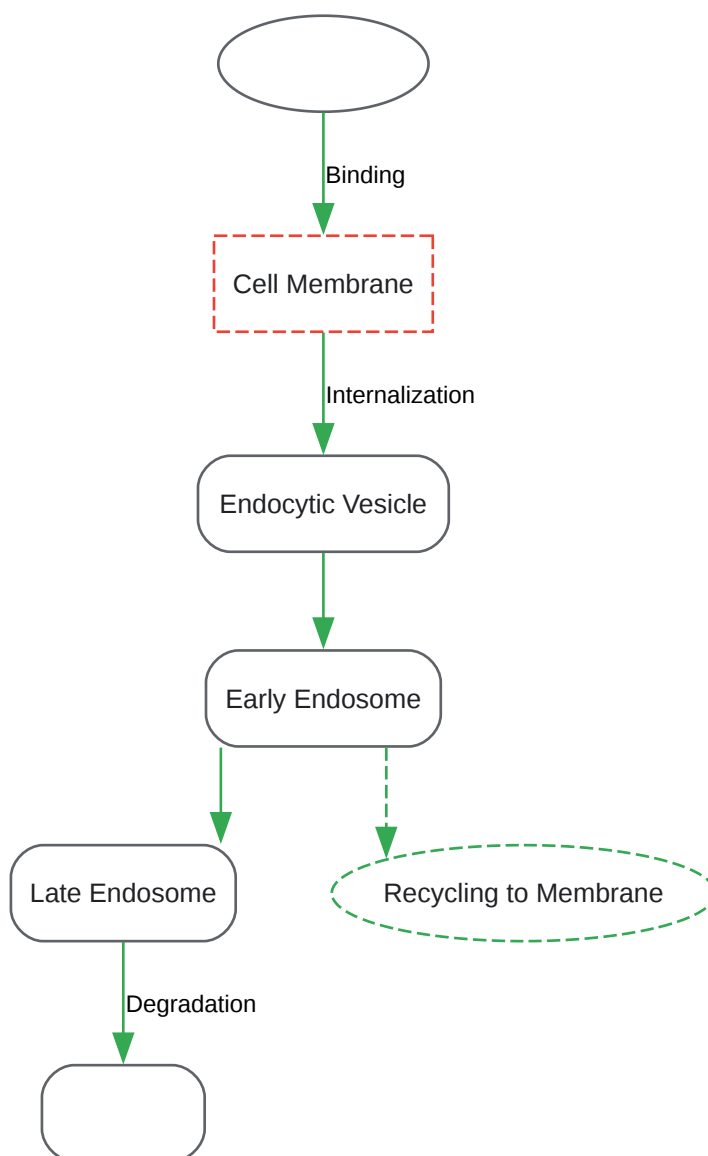 Binding
Cell Membrane
Internalization
Endocytic Vesicle
Early Endosome
Late Endosome
Recycling to Membrane
Degradation